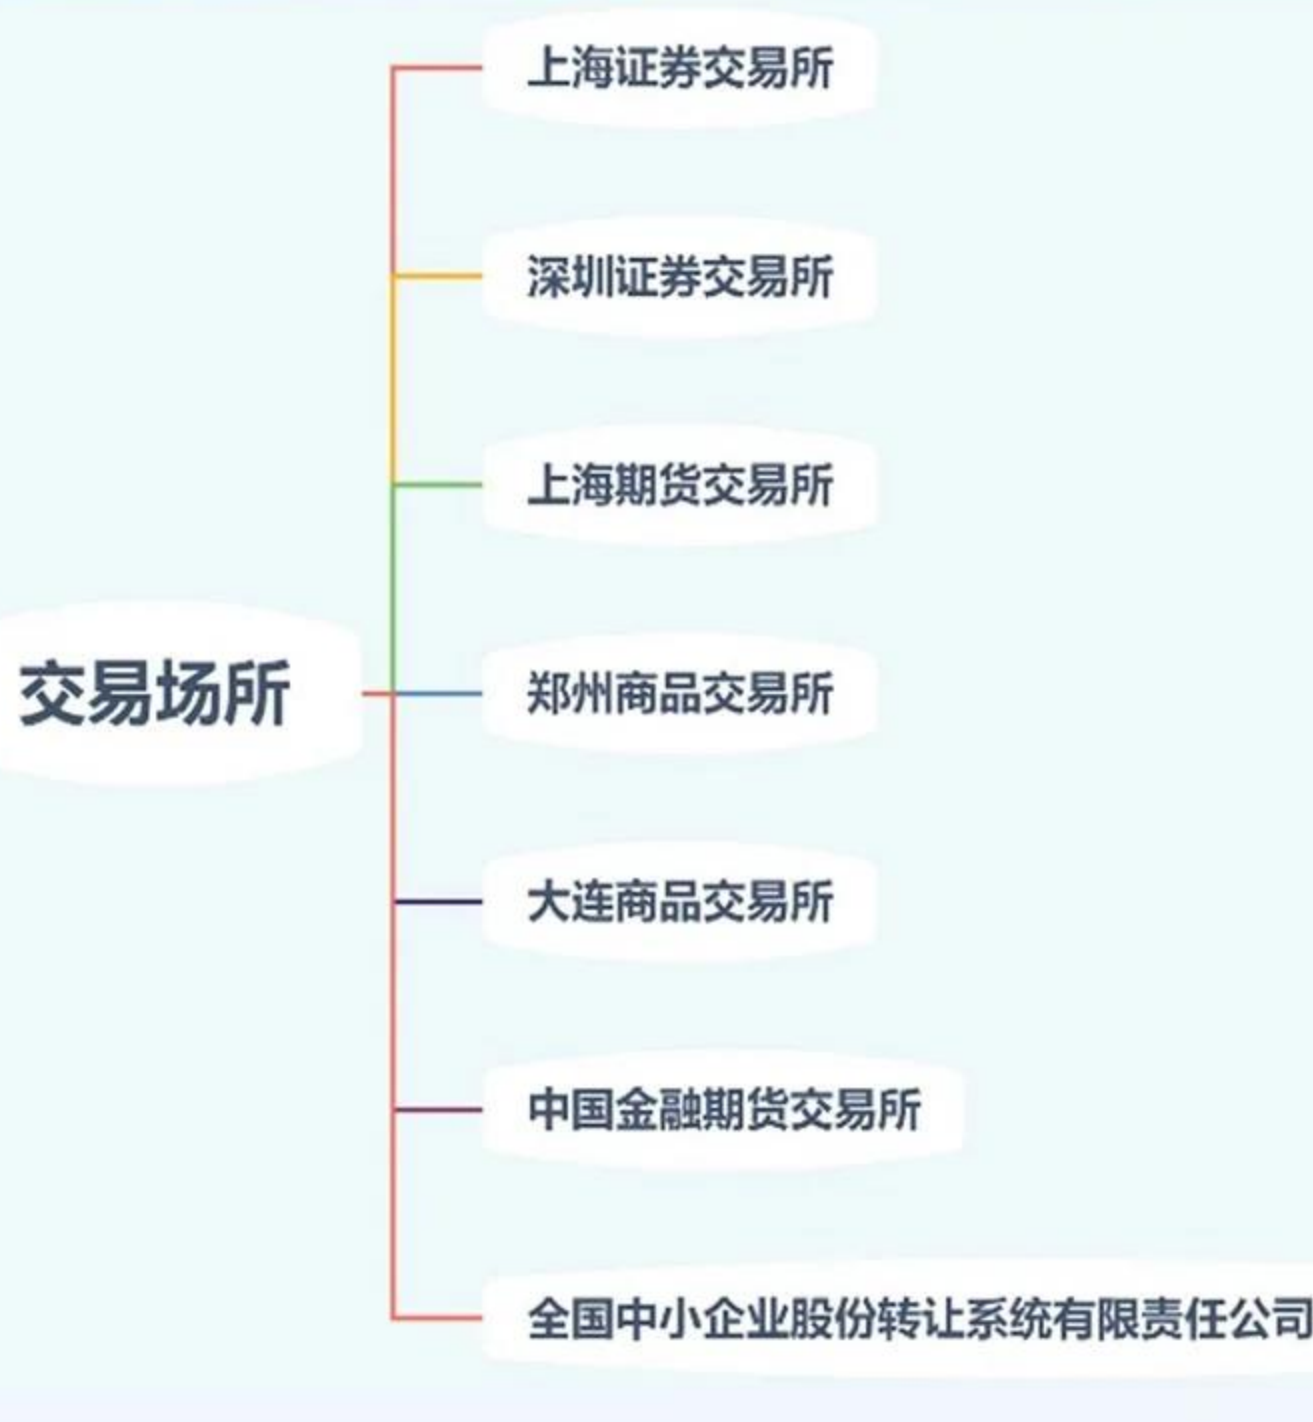 上海证券交易所
深圳证券交易所
上海期货交易所
交易场所
郑州商品交易所
大连商品交易所
中国金融期货交易所
全国中小企业股份转让系统有限责任公司